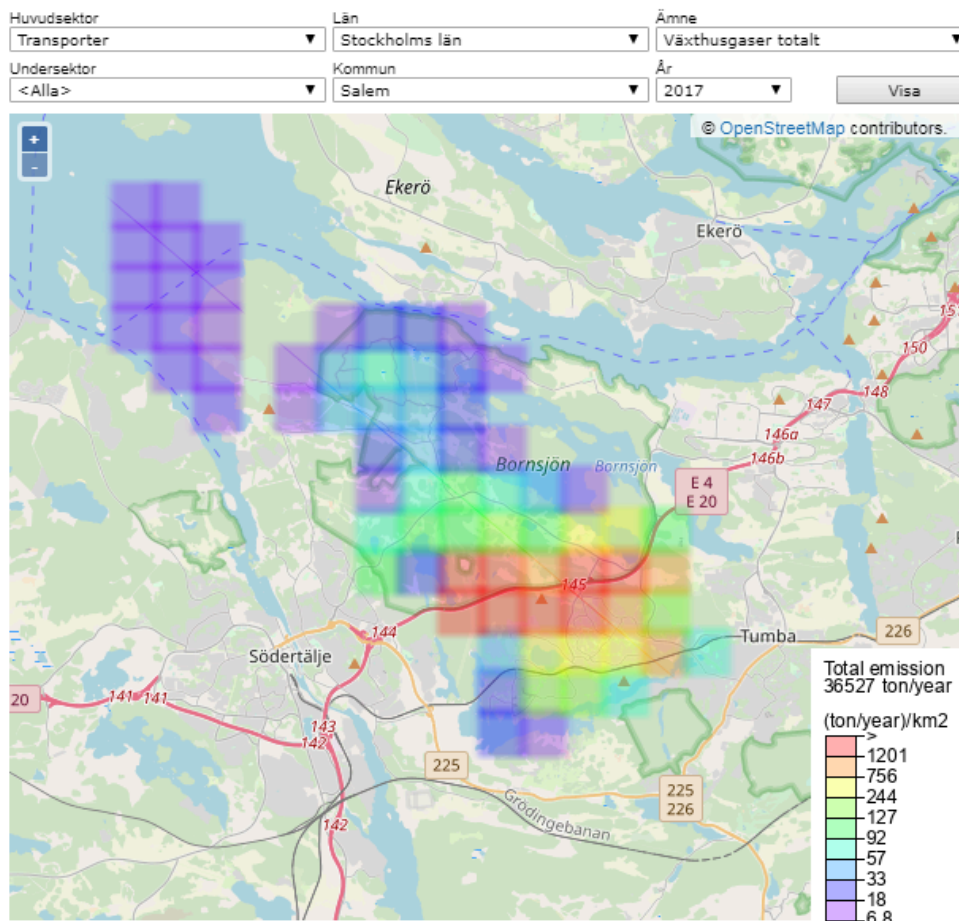 Huvudsektor Län Ämne
Transporter Stockholms län Växthusgaser totalt
Undersektor Kommun År
<Alla> Salem 2017 Visa
+
-
© OpenStreetMap contributors.
Ekerö
Ekerö
151
150
148
147
146a
146b
Bornsjön Bornsjön
E 4
E 20
145
144
Tumba
226
Södertälje
20
141 141
143
142
225
225
226
142
Grödingebanan
Total emission
36527 ton/year
(ton/year)/km2
>
1201
756
244
127
92
57
33
18
6.8